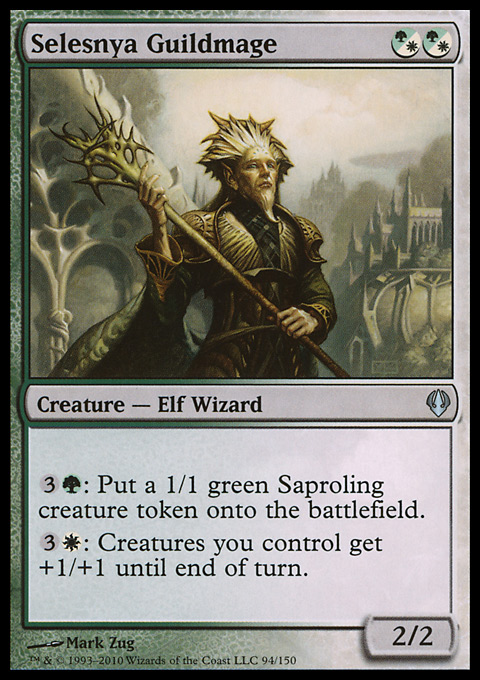 Selesnya Guildmage
Creature — Elf Wizard
3: Put a 1/1 green Saproling
creature token onto the battlefield.
3: Creatures you control get
+1/+1 until end of turn.
Mark Zug
2/2
™ & © 1993–2010 Wizards of the Coast LLC 94/150